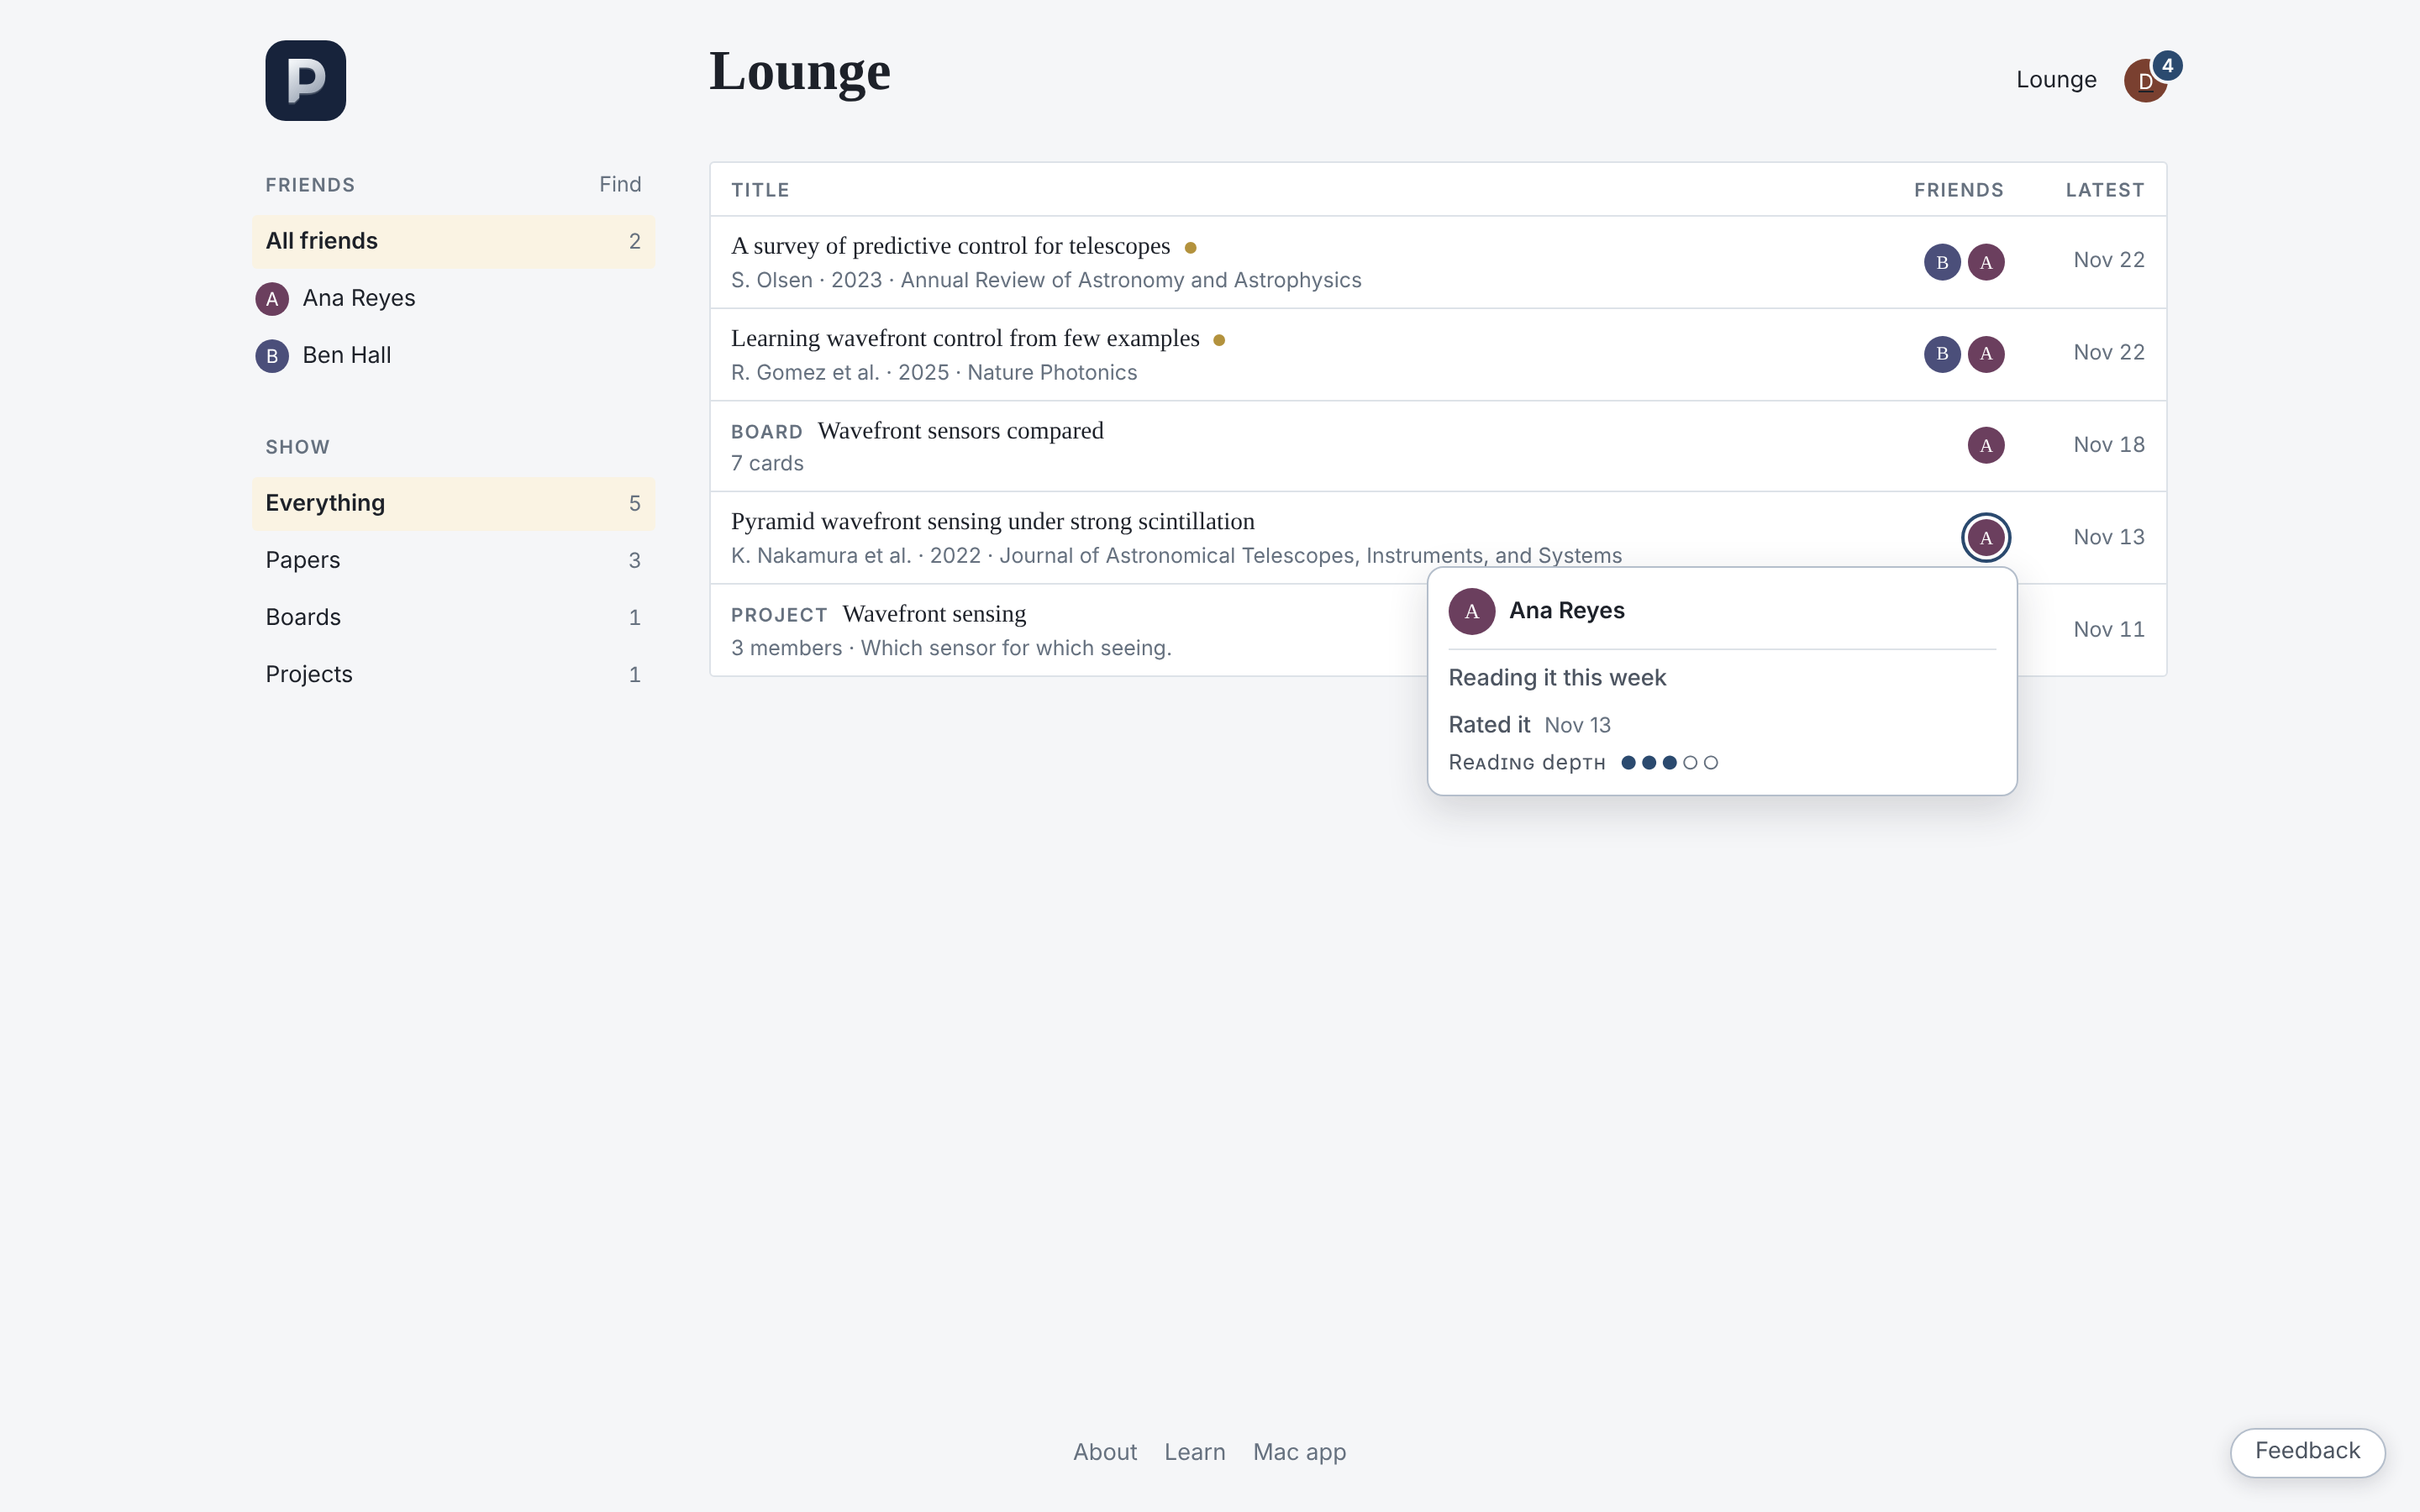 P
Lounge
Lounge
D
4
FRIENDS
Find
All friends
2
A
Ana Reyes
B
Ben Hall
SHOW
Everything
5
Papers
3
Boards
1
Projects
1
TITLE
FRIENDS
LATEST
A survey of predictive control for telescopes
S. Olsen · 2023 · Annual Review of Astronomy and Astrophysics
B
A
Nov 22
Learning wavefront control from few examples
R. Gomez et al. · 2025 · Nature Photonics
B
A
Nov 22
BOARD Wavefront sensors compared
7 cards
A
Nov 18
Pyramid wavefront sensing under strong scintillation
K. Nakamura et al. · 2022 · Journal of Astronomical Telescopes, Instruments, and Systems
A
Nov 13
PROJECT Wavefront sensing
3 members · Which sensor for which seeing.
Nov 11
A
Ana Reyes
Reading it this week
Rated it Nov 13
Reᴀdɪɴɢ depᴛʜ
About
Learn
Mac app
Feedback